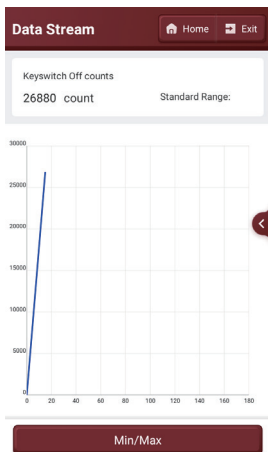 Data Stream
Home
Exit
Keyswitch Off counts
26880 count
Standard Range:
30000
25000
20000
15000
10000
5000
0
0 20 40 60 80 100 120 140 160 180
Min/Max